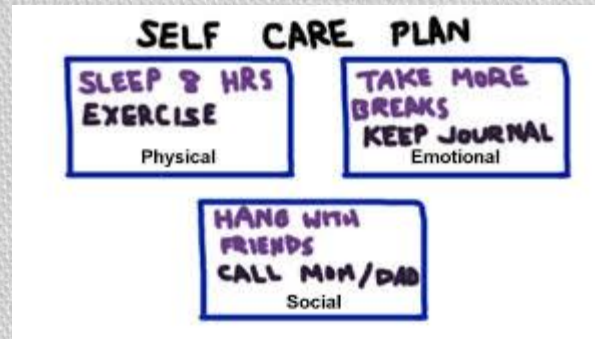 SELF CARE PLAN
SLEEP 8 HRS
EXERCISE
Physical
TAKE MORE
BREAKS
KEEP JOURNAL
Emotional
HANG WITH
FRIENDS
CALL MOM/DAD
Social